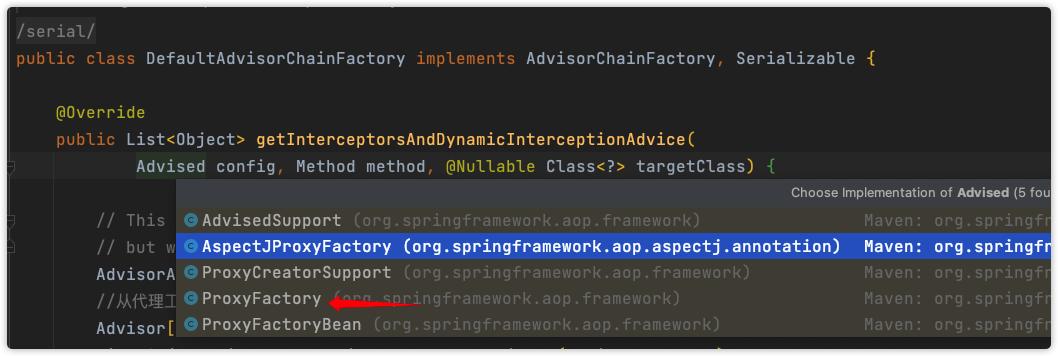 /serial/
public class DefaultAdvisorChainFactory implements AdvisorChainFactory, Serializable {
@Override
public List<Object> getInterceptorsAndDynamicInterceptionAdvice(
Advised config, Method method, @Nullable Class<?> targetClass) {
Choose Implementation of Advised (5 fou
// This
AdvisedSupport (org.springframework.aop.framework) Maven: org.springfr
// but w
AspectJProxyFactory (org.springframework.aop.aspectj.annotation) Maven: org.springfr
AdvisorA
ProxyCreatorSupport (org.springframework.aop.framework) Maven: org.springfr
//从代理工
ProxyFactory (org.springframework.aop.framework) Maven: org.springfr
Advisor[
ProxyFactoryBean (org.springframework.aop.framework) Maven: org.springfr